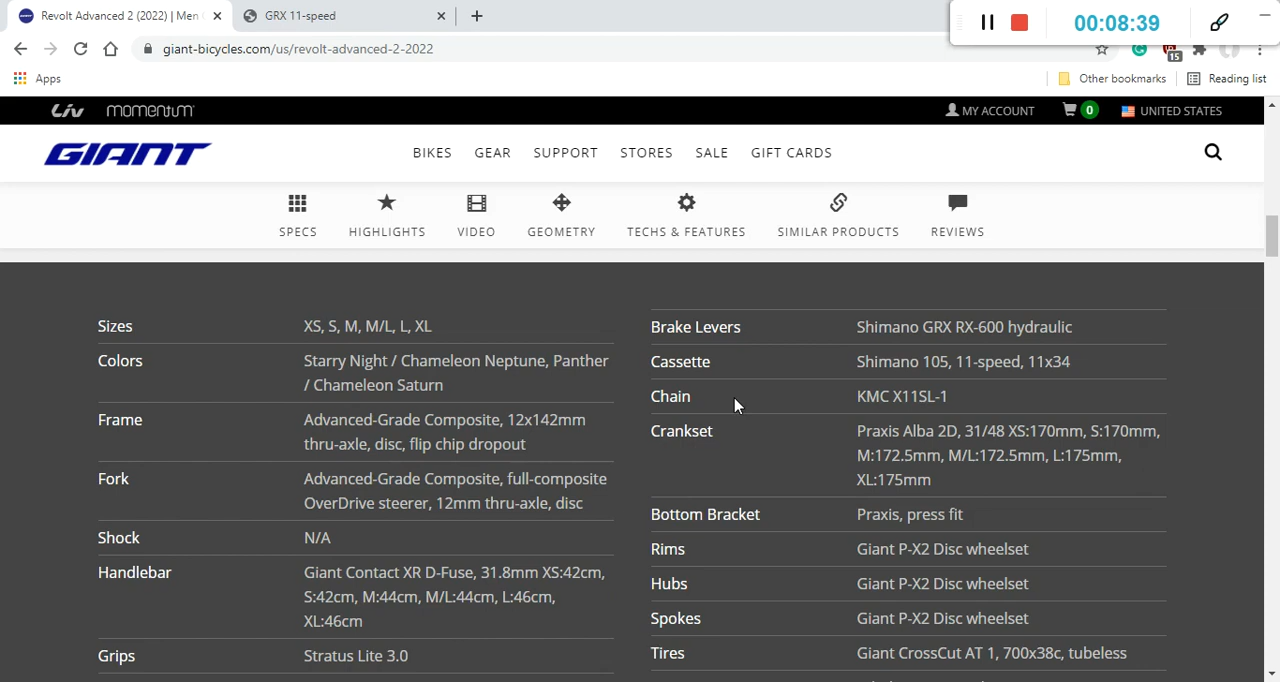 Revolt Advanced 2 (2022) | Men
GRX 11-speed
00:08:39
giant-bicycles.com/us/revolt-advanced-2-2022
15
Apps
Other bookmarks
Reading list
Liv
momentum
MY ACCOUNT
0
UNITED STATES
GIANT
BIKES GEAR SUPPORT STORES SALE GIFT CARDS
SPECS HIGHLIGHTS VIDEO GEOMETRY TECHS & FEATURES SIMILAR PRODUCTS REVIEWS
Sizes XS, S, M, M/L, L, XL
Colors Starry Night / Chameleon Neptune, Panther
/ Chameleon Saturn
Frame Advanced-Grade Composite, 12x142mm
thru-axle, disc, flip chip dropout
Fork Advanced-Grade Composite, full-composite
OverDrive steerer, 12mm thru-axle, disc
Shock N/A
Handlebar Giant Contact XR D-Fuse, 31.8mm XS:42cm,
S:42cm, M:44cm, M/L:44cm, L:46cm,
XL:46cm
Grips Stratus Lite 3.0
Brake Levers Shimano GRX RX-600 hydraulic
Cassette Shimano 105, 11-speed, 11x34
Chain KMC X11SL-1
Crankset Praxis Alba 2D, 31/48 XS:170mm, S:170mm,
M:172.5mm, M/L:172.5mm, L:175mm,
XL:175mm
Bottom Bracket Praxis, press fit
Rims Giant P-X2 Disc wheelset
Hubs Giant P-X2 Disc wheelset
Spokes Giant P-X2 Disc wheelset
Tires Giant CrossCut AT 1, 700x38c, tubeless